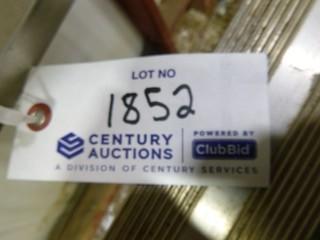 LOT NO
1852
CENTURY AUCTIONS
POWERED BY
ClubBid
A DIVISION OF CENTURY SERVICES